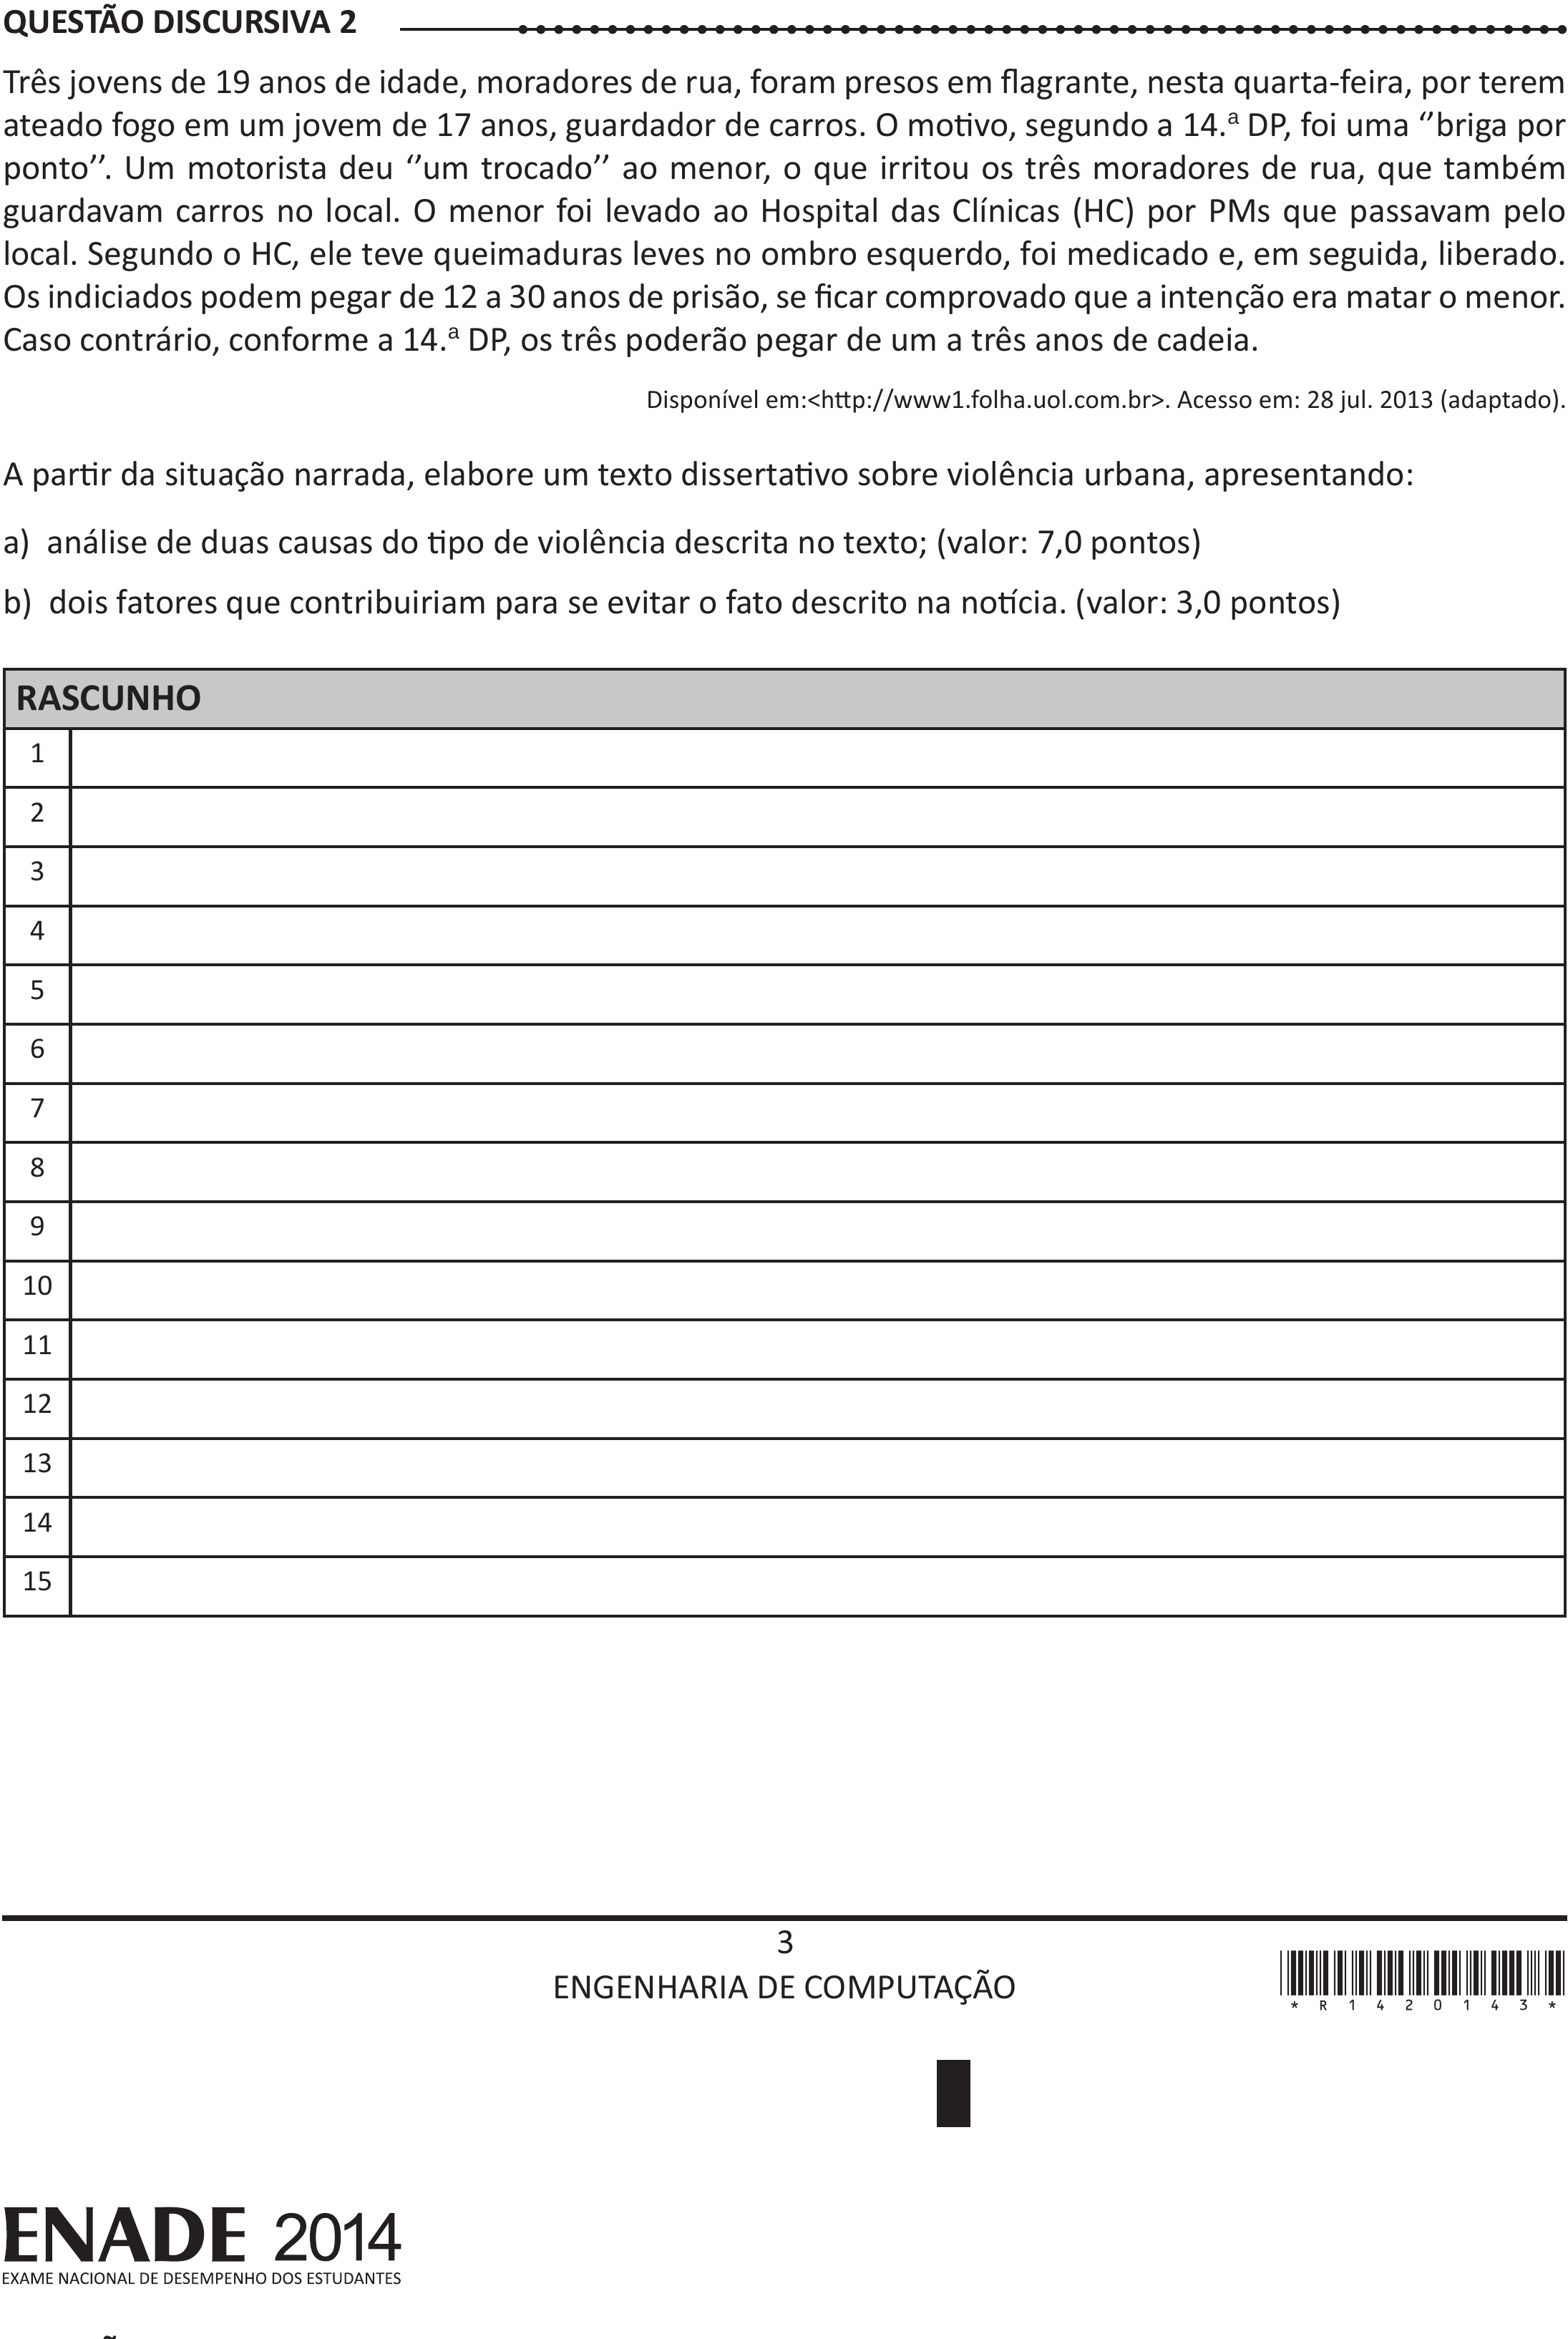 QUESTÃO DISCURSIVA 2
Três jovens de 19 anos de idade, moradores de rua, foram presos em flagrante, nesta quarta-feira, por terem
ateado fogo em um jovem de 17 anos, guardador de carros. O motivo, segundo a 14.ª DP, foi uma ‘’briga por
ponto’’. Um motorista deu ‘’um trocado’’ ao menor, o que irritou os três moradores de rua, que também
guardavam carros no local. O menor foi levado ao Hospital das Clínicas (HC) por PMs que passavam pelo
local. Segundo o HC, ele teve queimaduras leves no ombro esquerdo, foi medicado e, em seguida, liberado.
Os indiciados podem pegar de 12 a 30 anos de prisão, se ficar comprovado que a intenção era matar o menor.
Caso contrário, conforme a 14.ª DP, os três poderão pegar de um a três anos de cadeia.
Disponível em:<http://www1.folha.uol.com.br>. Acesso em: 28 jul. 2013 (adaptado).
A partir da situação narrada, elabore um texto dissertativo sobre violência urbana, apresentando:
a) análise de duas causas do tipo de violência descrita no texto; (valor: 7,0 pontos)
b) dois fatores que contribuiriam para se evitar o fato descrito na notícia. (valor: 3,0 pontos)
RASCUNHO
1
2
3
4
5
6
7
8
9
10
11
12
13
14
15
3
ENGENHARIA DE COMPUTAÇÃO
*R1420143*
ENADE 2014
EXAME NACIONAL DE DESEMPENHO DOS ESTUDANTES